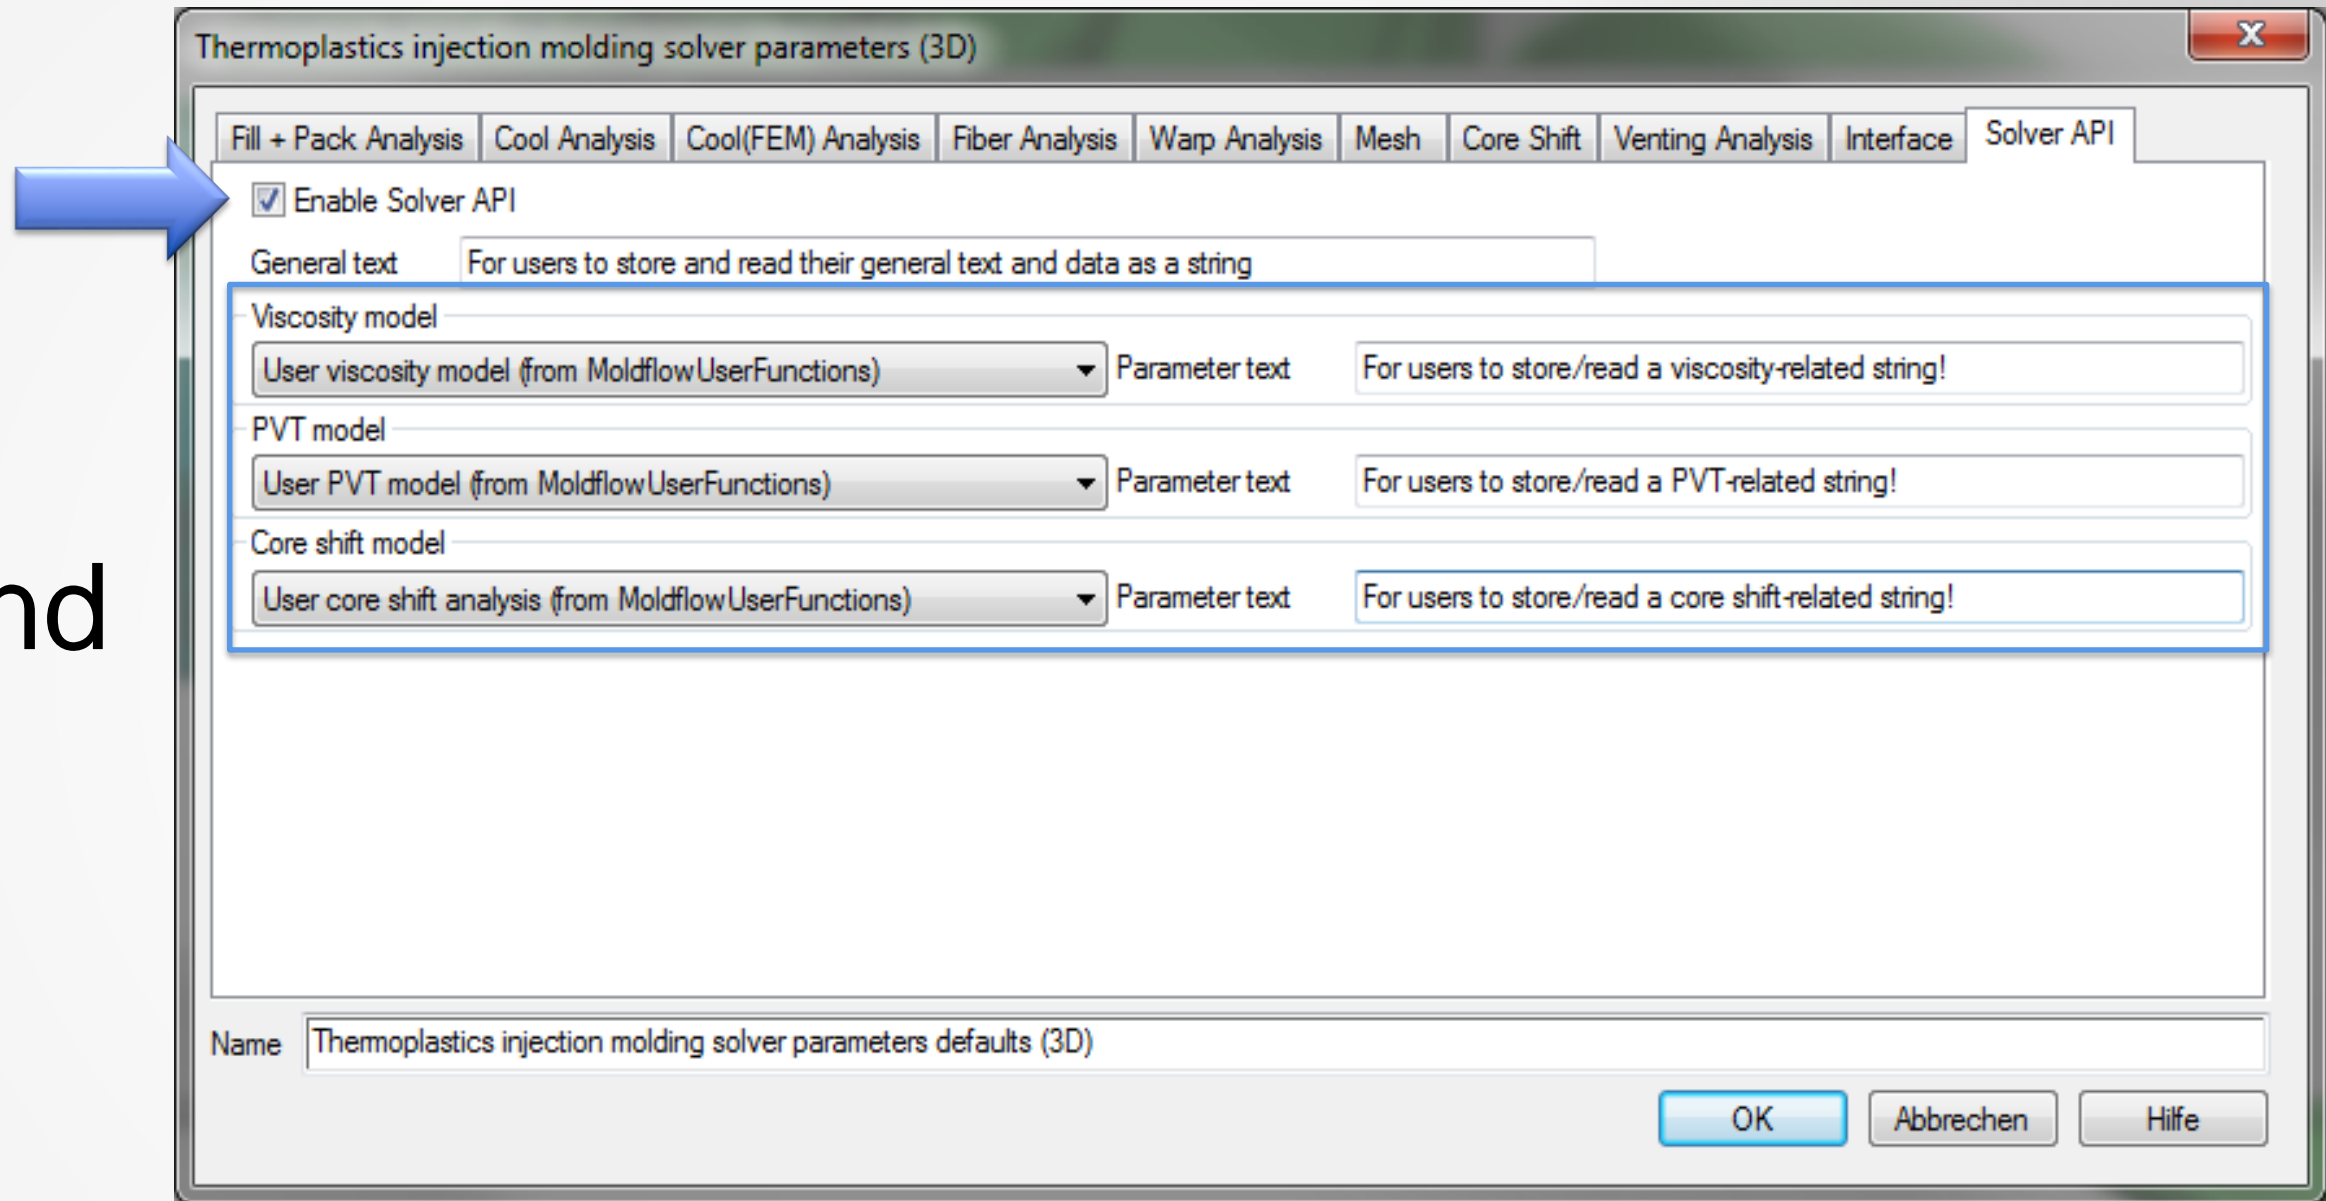 Thermoplastics injection molding solver parameters (3D)
Fill + Pack Analysis Cool Analysis Cool(FEM) Analysis Fiber Analysis Warp Analysis Mesh Core Shift Venting Analysis Interface Solver API
Enable Solver API
General text For users to store and read their general text and data as a string
Viscosity model
User viscosity model (from MoldflowUserFunctions) Parameter text For users to store/read a viscosity-related string!
PVT model
User PVT model (from MoldflowUserFunctions) Parameter text For users to store/read a PVT-related string!
Core shift model
User core shift analysis (from MoldflowUserFunctions) Parameter text For users to store/read a core shift-related string!
nd
Name Thermoplastics injection molding solver parameters defaults (3D)
OK Abbrechen Hilfe